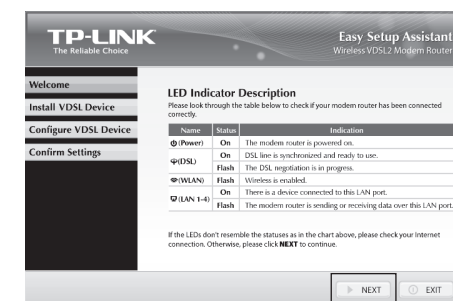 TP-LINK
The Reliable Choice
Easy Setup Assistant
Wireless VDSL2 Modem Router
Welcome
Install VDSL Device
Configure VDSL Device
Confirm Settings
LED Indicator Description
Please look through the table below to check if your modem router has been connected
correctly.
Name Status Indication
(Power) On The modem router is powered on.
(DSL) On DSL line is synchronized and ready to use.
Flash The DSL negotiation is in progress.
(WLAN) Flash Wireless is enabled.
(LAN 1-4) On There is a device connected to this LAN port.
Flash The modem router is sending or receiving data over this LAN port.
If the LEDs don't resemble the statuses as in the chart above, please check your Internet
connection. Otherwise, please click NEXT to continue.
NEXT EXIT